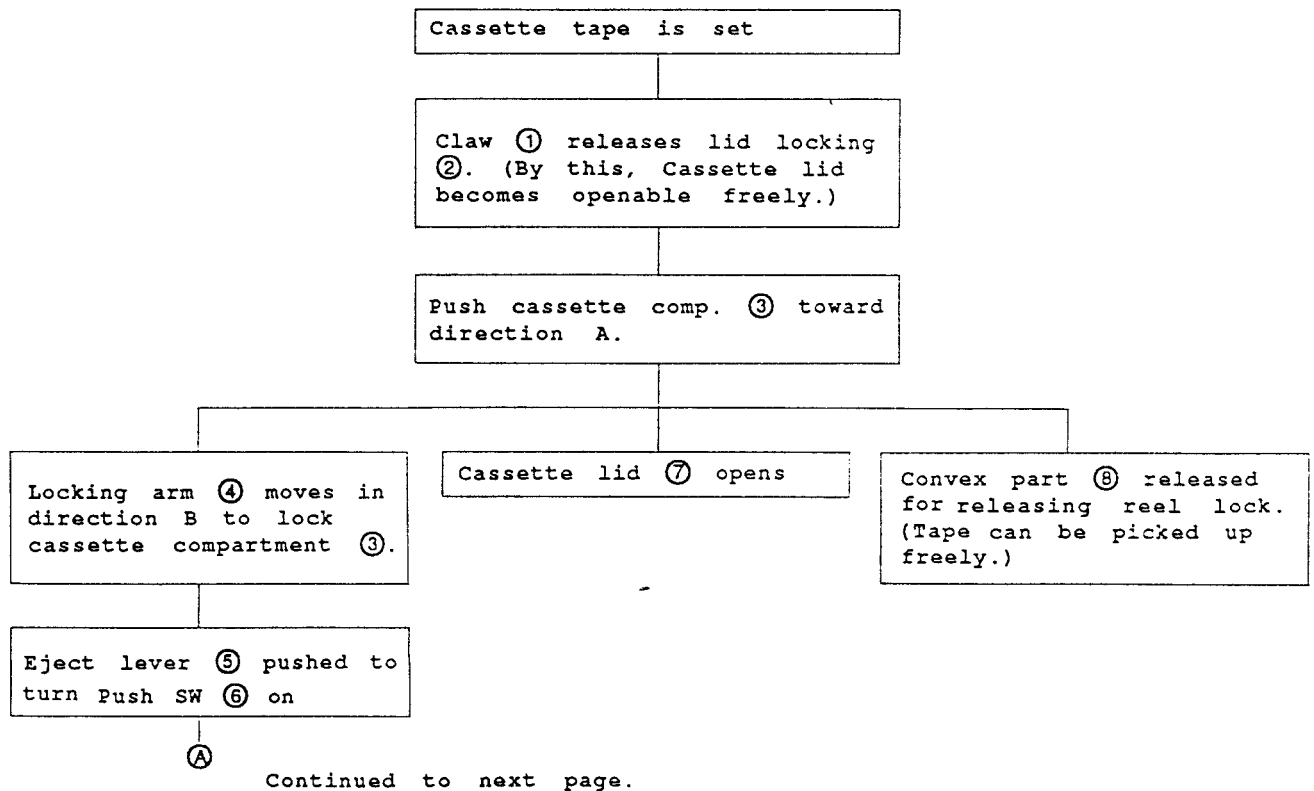 Cassette tape is set
Claw ① releases lid locking
②. (By this, Cassette lid
becomes openable freely.)
Push cassette comp. ③ toward
direction A.
Locking arm ④ moves in
direction B to lock
cassette compartment ③.
Cassette lid ⑦ opens
Convex part ⑧ released
for releasing reel lock.
(Tape can be picked up
freely.)
Eject lever ⑤ pushed to
turn Push SW ⑥ on
Ⓐ
Continued to next page.